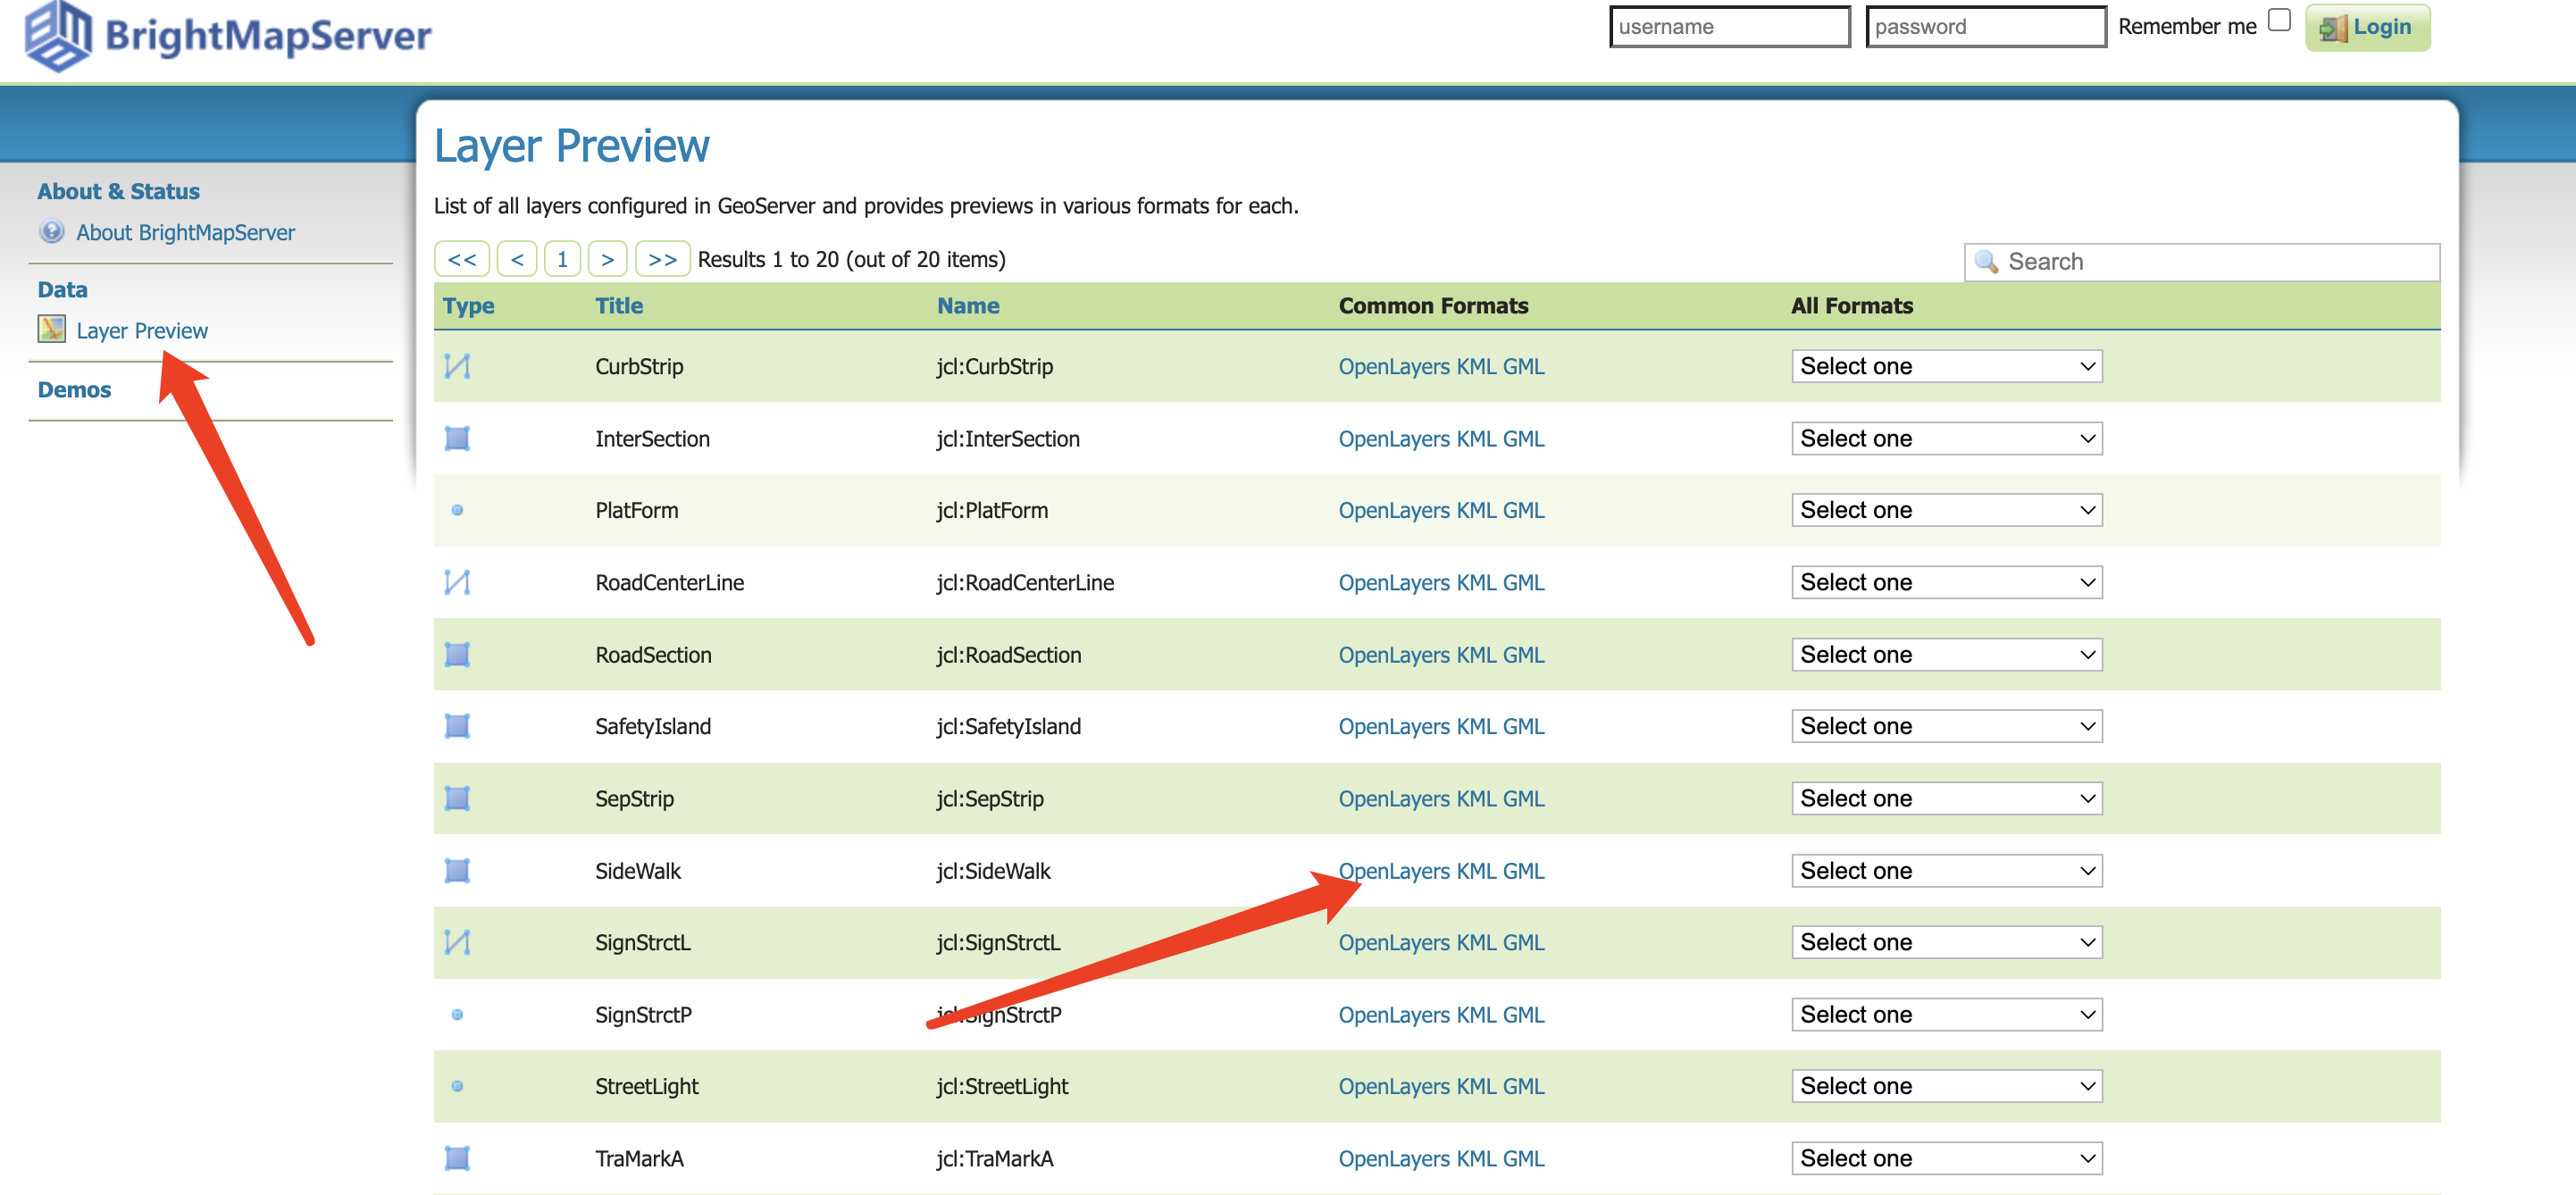 BrightMapServer
username password Remember me Login
Layer Preview
About & Status
About BrightMapServer
Data
Layer Preview
Demos
List of all layers configured in GeoServer and provides previews in various formats for each.
<< < 1 > >> Results 1 to 20 (out of 20 items) Search
Type Title Name Common Formats All Formats
CurbStrip jcl:CurbStrip OpenLayers KML GML Select one
InterSection jcl:InterSection OpenLayers KML GML Select one
PlatForm jcl:PlatForm OpenLayers KML GML Select one
RoadCenterLine jcl:RoadCenterLine OpenLayers KML GML Select one
RoadSection jcl:RoadSection OpenLayers KML GML Select one
SafetyIsland jcl:SafetyIsland OpenLayers KML GML Select one
SepStrip jcl:SepStrip OpenLayers KML GML Select one
SideWalk jcl:SideWalk OpenLayers KML GML Select one
SignStrctL jcl:SignStrctL OpenLayers KML GML Select one
SignStrctP jcl:SignStrctP OpenLayers KML GML Select one
StreetLight jcl:StreetLight OpenLayers KML GML Select one
TraMarkA jcl:TraMarkA OpenLayers KML GML Select one